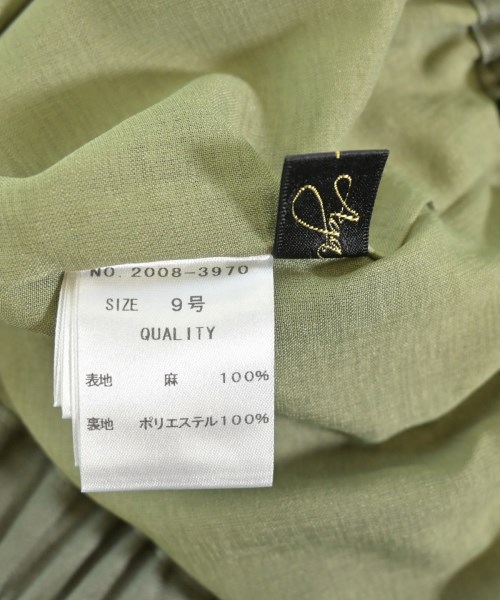 NO. 2008-3970
SIZE 9号
QUALITY
表地 麻 100%
裏地 ポリエステル100%